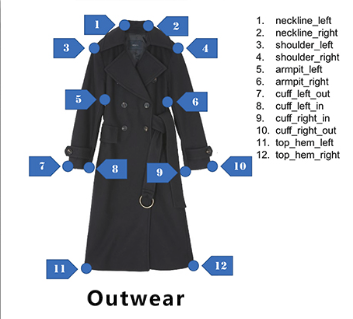 1
2
3
4
5
6
7
8
9
10
11
12
1. neckline_left
2. neckline_right
3. shoulder_left
4. shoulder_right
5. armpit_left
6. armpit_right
7. cuff_left_out
8. cuff_left_in
9. cuff_right_in
10. cuff_right_out
11. top_hem_left
12. top_hem_right
Outwear